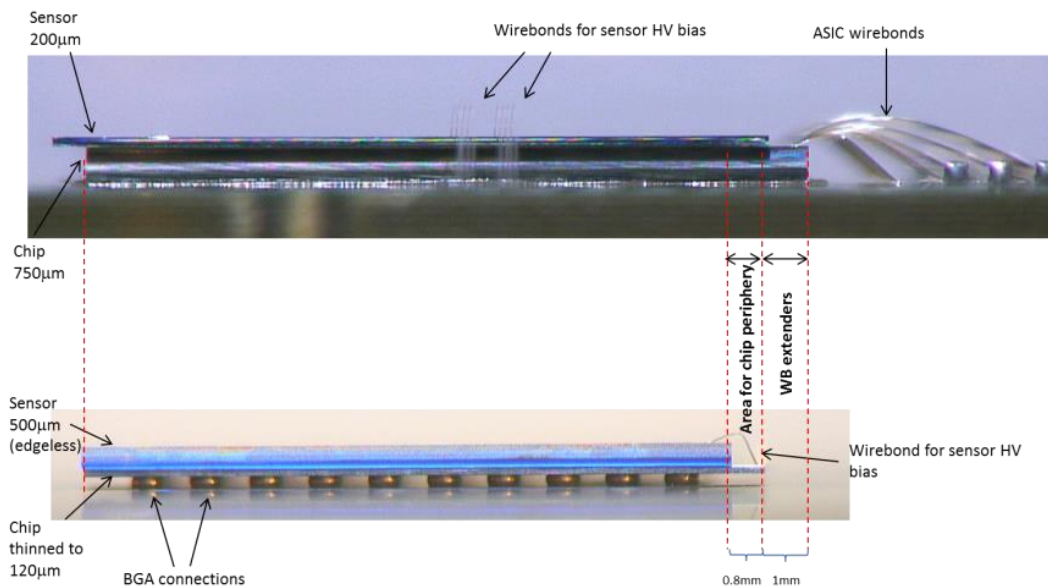 Sensor
200μm
Wirebonds for sensor HV bias
ASIC wirebonds
Chip
750μm
Area for chip periphery
WB extenders
Sensor
500μm
(edgeless)
Wirebond for sensor HV
bias
Chip
thinned to
120μm
BGA connections
0.8mm
1mm